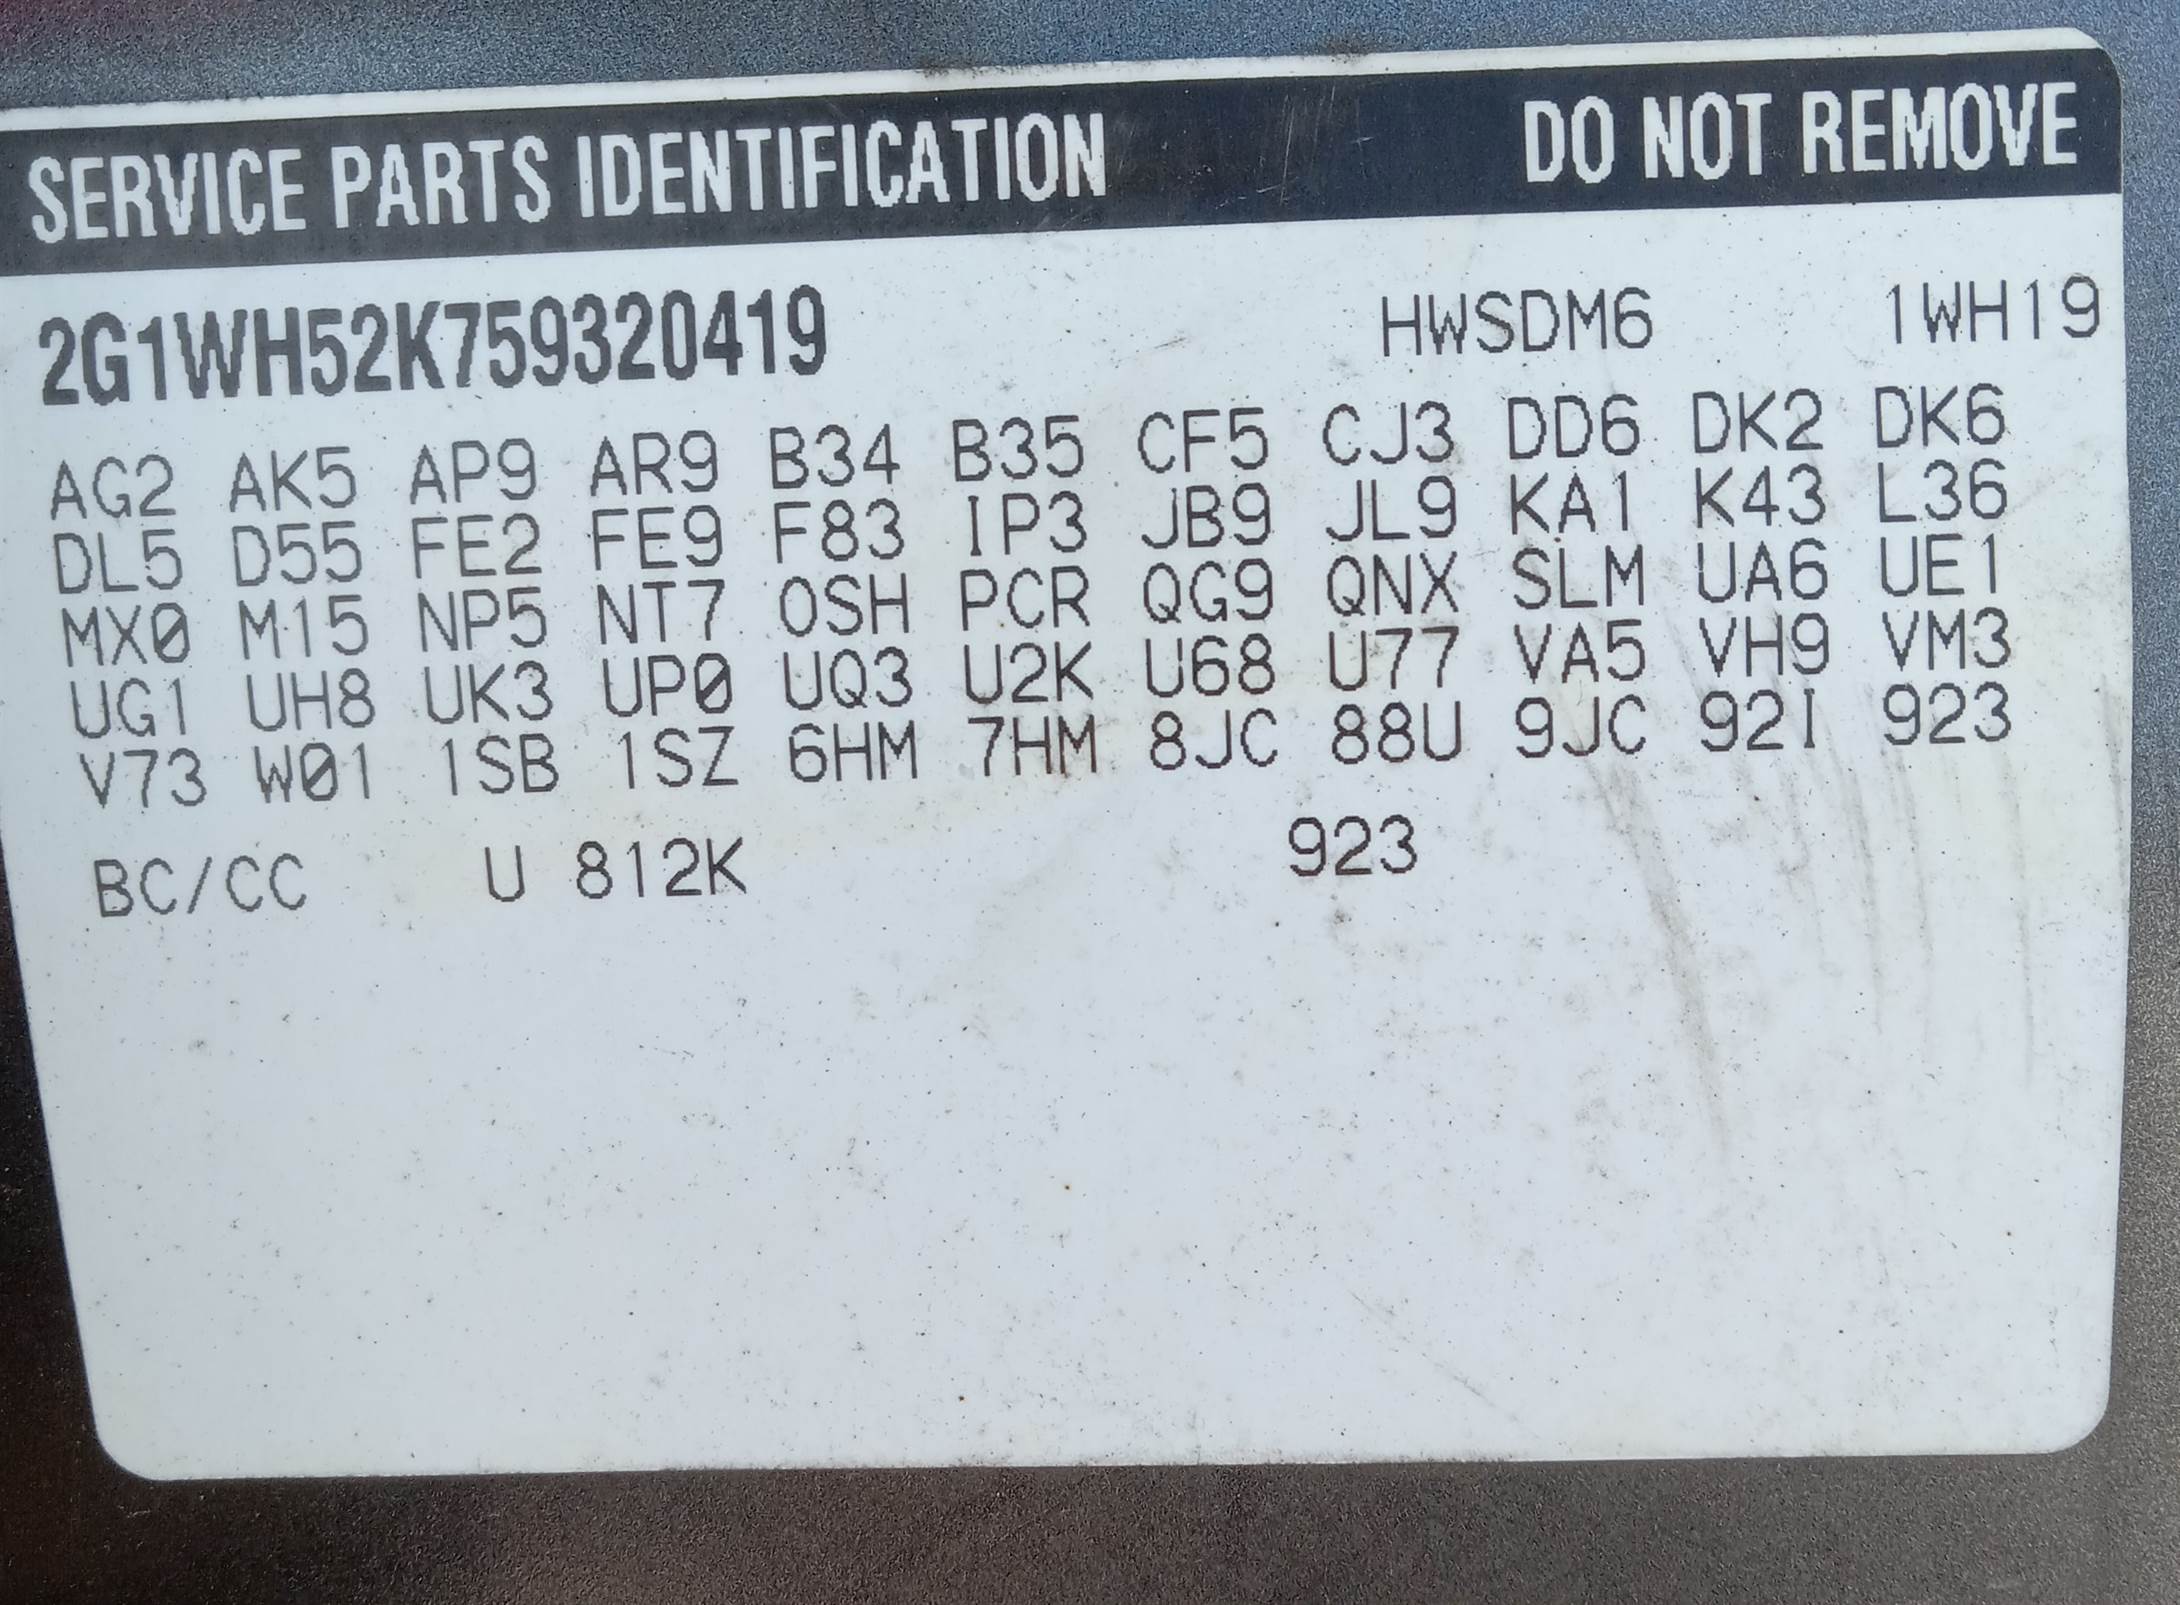 SERVICE PARTS IDENTIFICATION DO NOT REMOVE
2G1WH52K759320419 HWSDM6 1WH19
AG2 AK5 AP9 AR9 B34 B35 CF5 CJ3 DD6 DK2 DK6
DL5 D55 FE2 FE9 F83 IP3 JB9 JL9 KA1 K43 L36
MX0 M15 NP5 NT7 OSH PCR QG9 QNX SLM UA6 UE1
UG1 UH8 UK3 UP0 UQ3 U2K U68 U77 VA5 VH9 VM3
V73 W01 1SB 1SZ 6HM 7HM 8JC 88U 9JC 92I 923
BC/CC U 812K 923